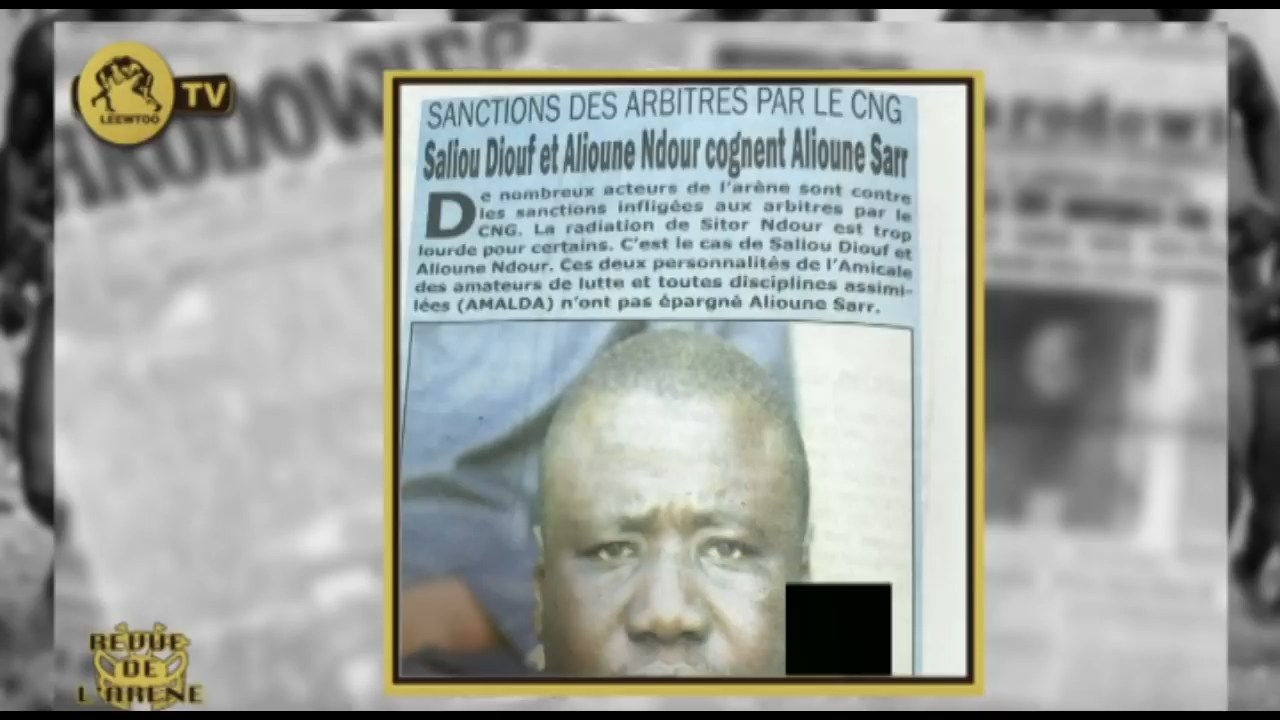 LEEWTOO
TV
SANCTIONS DES ARBITRES PAR LE CNG
Saliou Diouf et Alioune Ndour cognent Alioune Sarr
De nombreux acteurs de l'arène sont contre
les sanctions infligées aux arbitres par le
CNG. La radiation de Sitor Ndour est trop
lourde pour certains. C'est le cas de Saliou Diouf et
Alioune Ndour. Ces deux personnalités de l'Amicale
des amateurs de lutte et toutes disciplines assimi-
lées (AMALDA) n'ont pas épargné Alioune Sarr.
REVUE
DE
L'ARENE